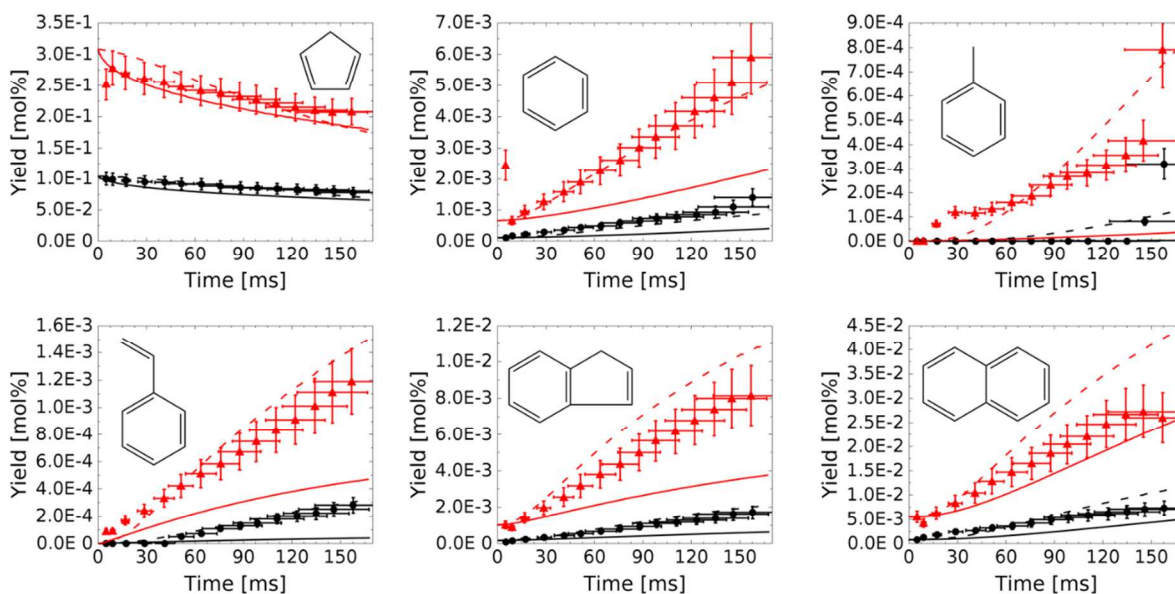 Yield [mol%]
3.5E-1
3.0E-1
2.5E-1
2.0E-1
1.5E-1
1.0E-1
5.0E-2
0.0E 0
0 30 60 90 120 150
Time [ms]
Yield [mol%]
7.0E-3
6.0E-3
5.0E-3
4.0E-3
3.0E-3
2.0E-3
1.0E-3
0.0E 0
0 30 60 90 120 150
Time [ms]
Yield [mol%]
9.0E-4
8.0E-4
7.0E-4
6.0E-4
5.0E-4
4.0E-4
3.0E-4
2.0E-4
1.0E-4
0.0E 0
0 30 60 90 120 150
Time [ms]
Yield [mol%]
1.6E-3
1.4E-3
1.2E-3
1.0E-3
8.0E-4
6.0E-4
4.0E-4
2.0E-4
0.0E 0
0 30 60 90 120 150
Time [ms]
Yield [mol%]
1.2E-2
1.0E-2
8.0E-3
6.0E-3
4.0E-3
2.0E-3
0.0E 0
0 30 60 90 120 150
Time [ms]
Yield [mol%]
4.5E-2
4.0E-2
3.5E-2
3.0E-2
2.5E-2
2.0E-2
1.5E-2
1.0E-2
5.0E-3
0.0E 0
0 30 60 90 120 150
Time [ms]